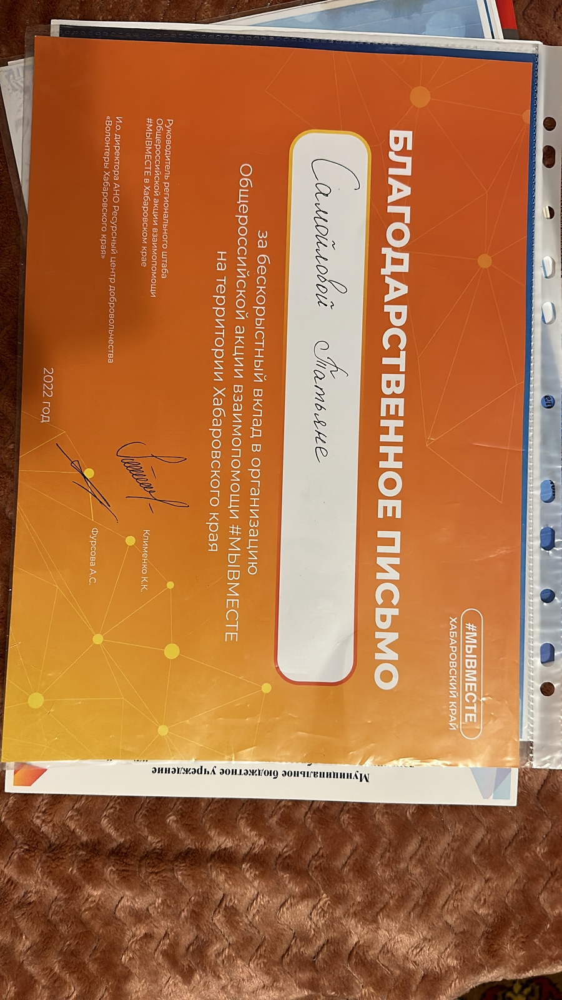 #МЫВМЕСТЕ
ХАБАРОВСКИЙ КРАЙ
БЛАГОДАРСТВЕННОЕ ПИСЬМО
Самойловой Татьяне
за бескорыстный вклад в организацию
Общероссийской акции взаимопомощи #МЫВМЕСТЕ
на территории Хабаровского края
Руководитель регионального штаба
Общероссийской акции взаимопомощи
#МЫВМЕСТЕ в Хабаровском крае
Клименко К.К.
И.о. директора АНО Ресурсный центр добровольчества
«Волонтеры Хабаровского края»
Фурсова А.С.
2022 год
Муниципальное бюджетное учреждение